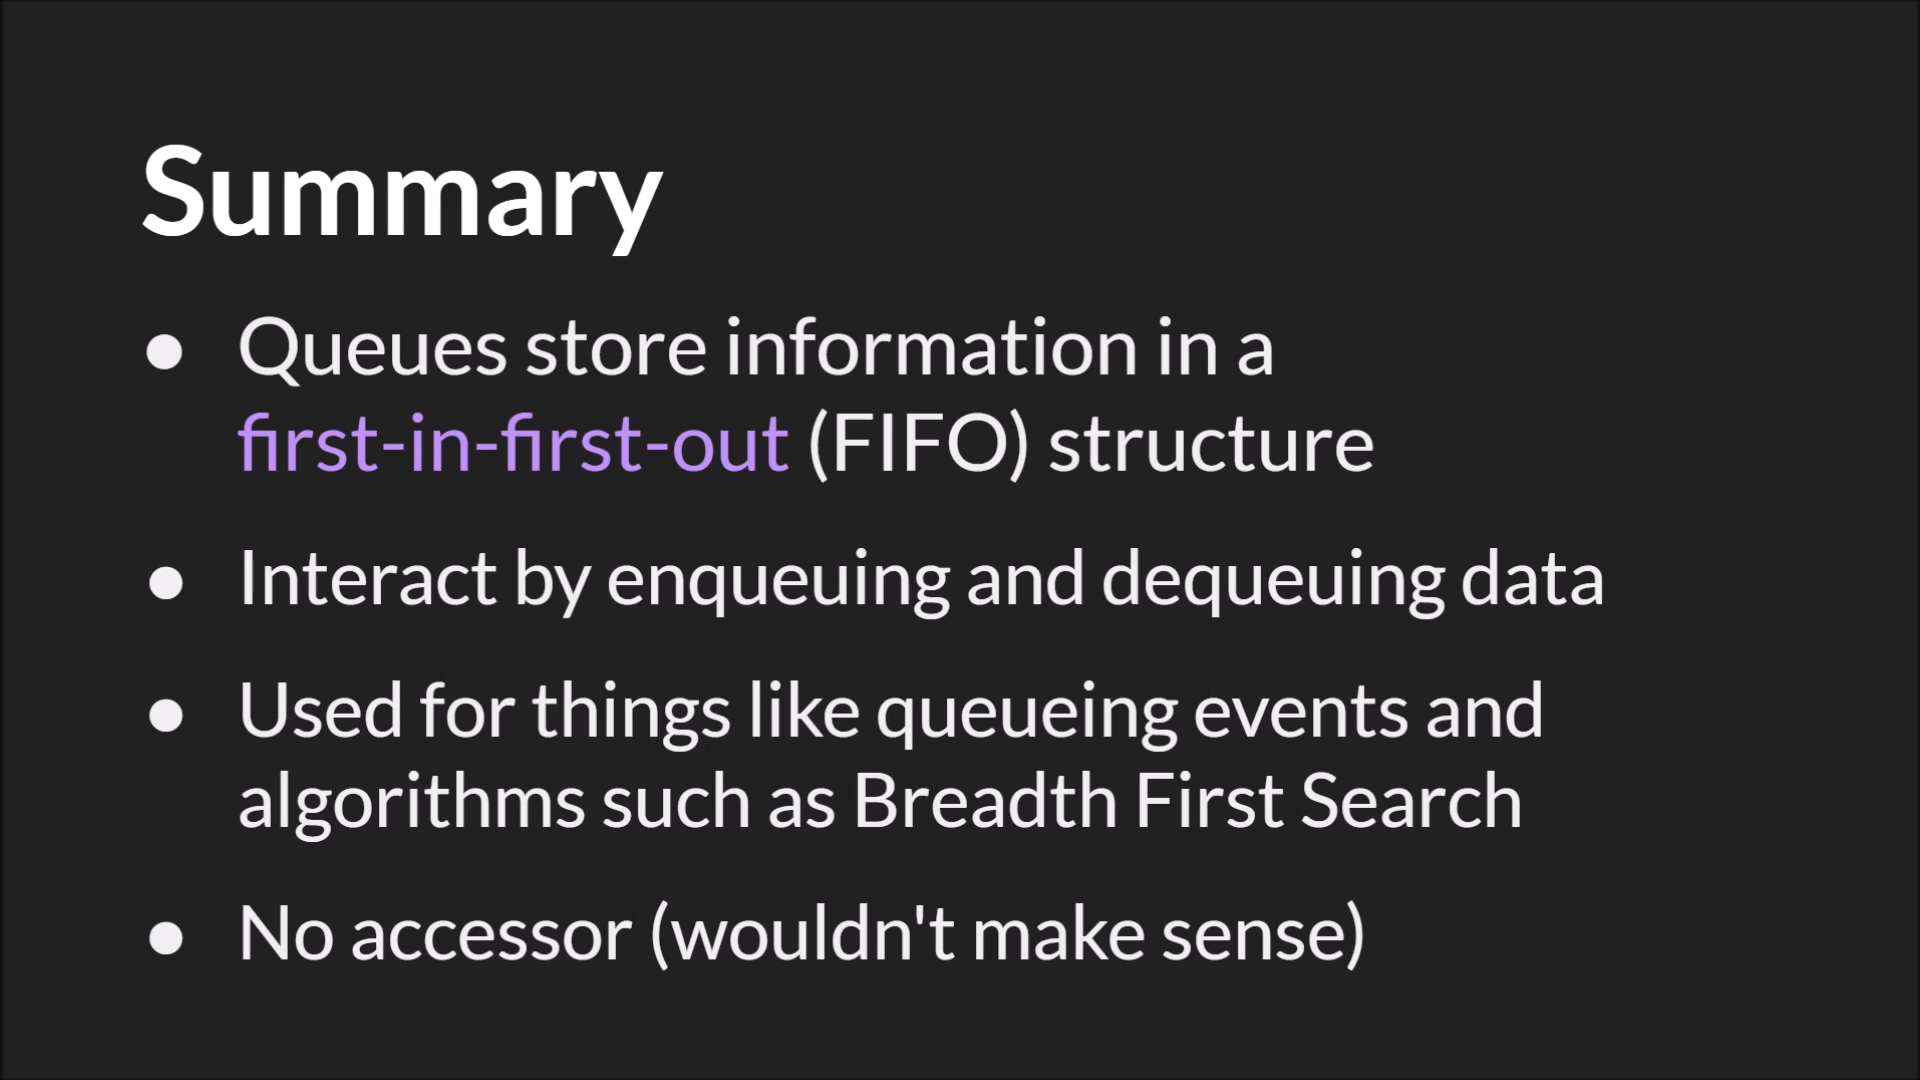 Summary
● Queues store information in a
first-in-first-out (FIFO) structure
● Interact by enqueuing and dequeuing data
● Used for things like queueing events and
algorithms such as Breadth First Search
● No accessor (wouldn't make sense)